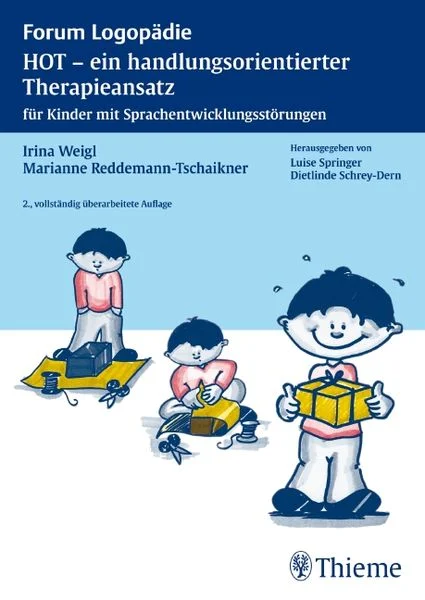 Forum Logopädie
HOT – ein handlungsorientierter
Therapieansatz
für Kinder mit Sprachentwicklungsstörungen
Irina Weigl
Marianne Reddemann-Tschaikner
Herausgegeben von
Luise Springer
Dietlinde Schrey-Dern
2., vollständig überarbeitete Auflage
Thieme